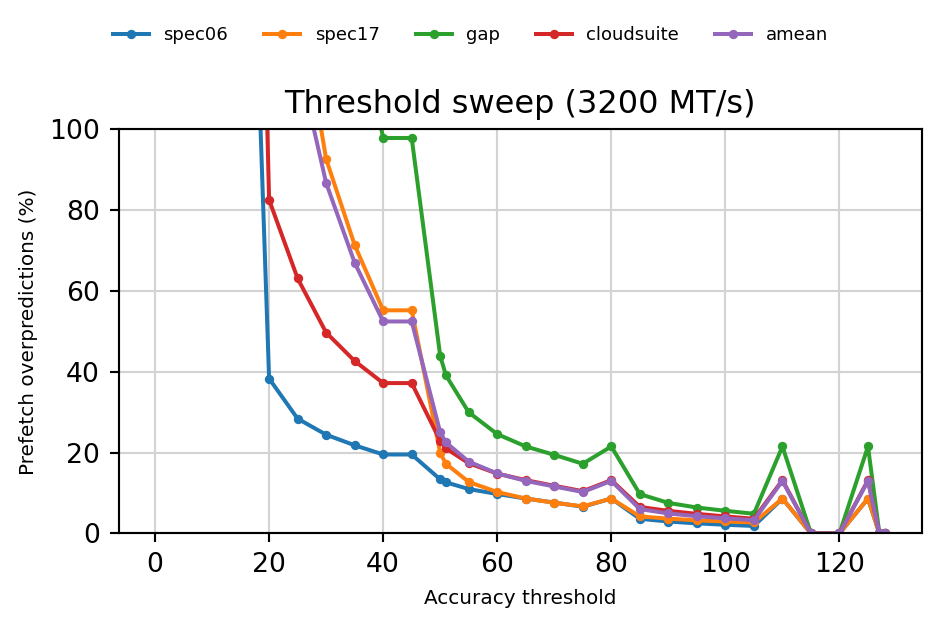 spec06 spec17 gap cloudsuite amean
Threshold sweep (3200 MT/s)
Prefetch overpredictions (%)
100
80
60
40
20
0
0 20 40 60 80 100 120
Accuracy threshold